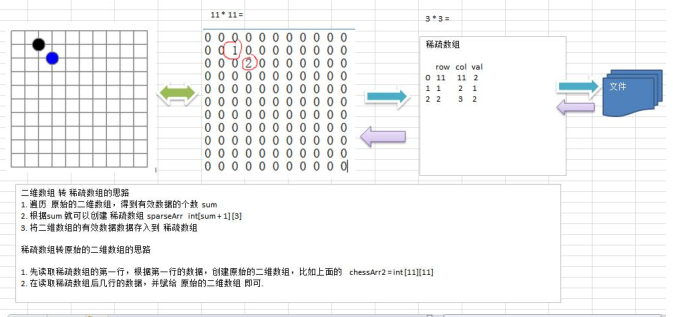 11 * 11 =
3 * 3 =
0 0 0 0 0 0 0 0 0 0 0
0 0 1 0 0 0 0 0 0 0 0
0 0 0 2 0 0 0 0 0 0 0
0 0 0 0 0 0 0 0 0 0 0
0 0 0 0 0 0 0 0 0 0 0
0 0 0 0 0 0 0 0 0 0 0
0 0 0 0 0 0 0 0 0 0 0
0 0 0 0 0 0 0 0 0 0 0
0 0 0 0 0 0 0 0 0 0 0
0 0 0 0 0 0 0 0 0 0 0
0 0 0 0 0 0 0 0 0 0 0
稀疏数组
row col val
0 11 11 2
1 1 2 1
2 2 3 2
文件
二维数组 转 稀疏数组的思路
1. 遍历 原始的二维数组，得到有效数据的个数 sum
2. 根据sum 就可以创建 稀疏数组 sparseArr int[sum + 1] [3]
3. 将二维数组的有效数据数据存入到 稀疏数组
稀疏数组转原始的二维数组的思路
1. 先读取稀疏数组的第一行，根据第一行的数据，创建原始的二维数组，比如上面的 chessArr2 = int [11][11]
2. 在读取稀疏数组后几行的数据，并赋给 原始的二维数组 即可.